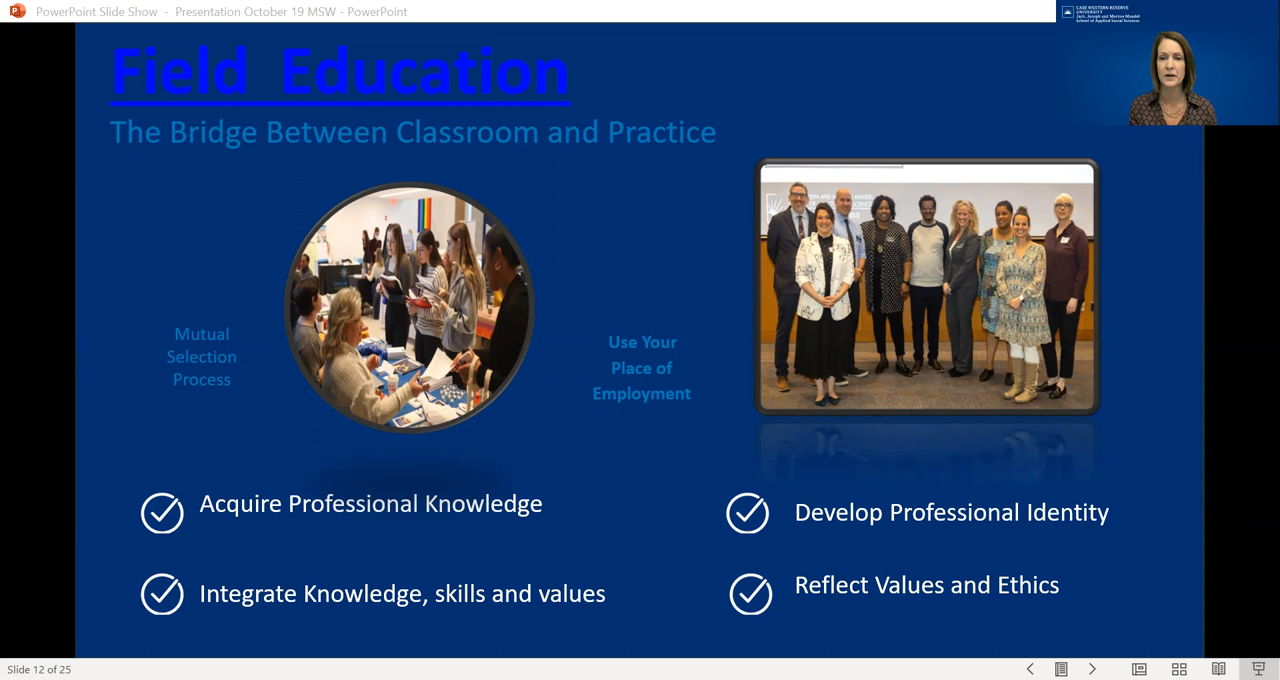 PowerPoint Slide Show - Presentation October 19 MSW - PowerPoint
CASE WESTERN RESERVE
UNIVERSITY
Jack, Joseph and Morton Mandel
School of Applied Social Sciences
Field Education
The Bridge Between Classroom and Practice
Mutual
Selection
Process
Use Your
Place of
Employment
Acquire Professional Knowledge
Develop Professional Identity
Integrate Knowledge, skills and values
Reflect Values and Ethics
Slide 12 of 25